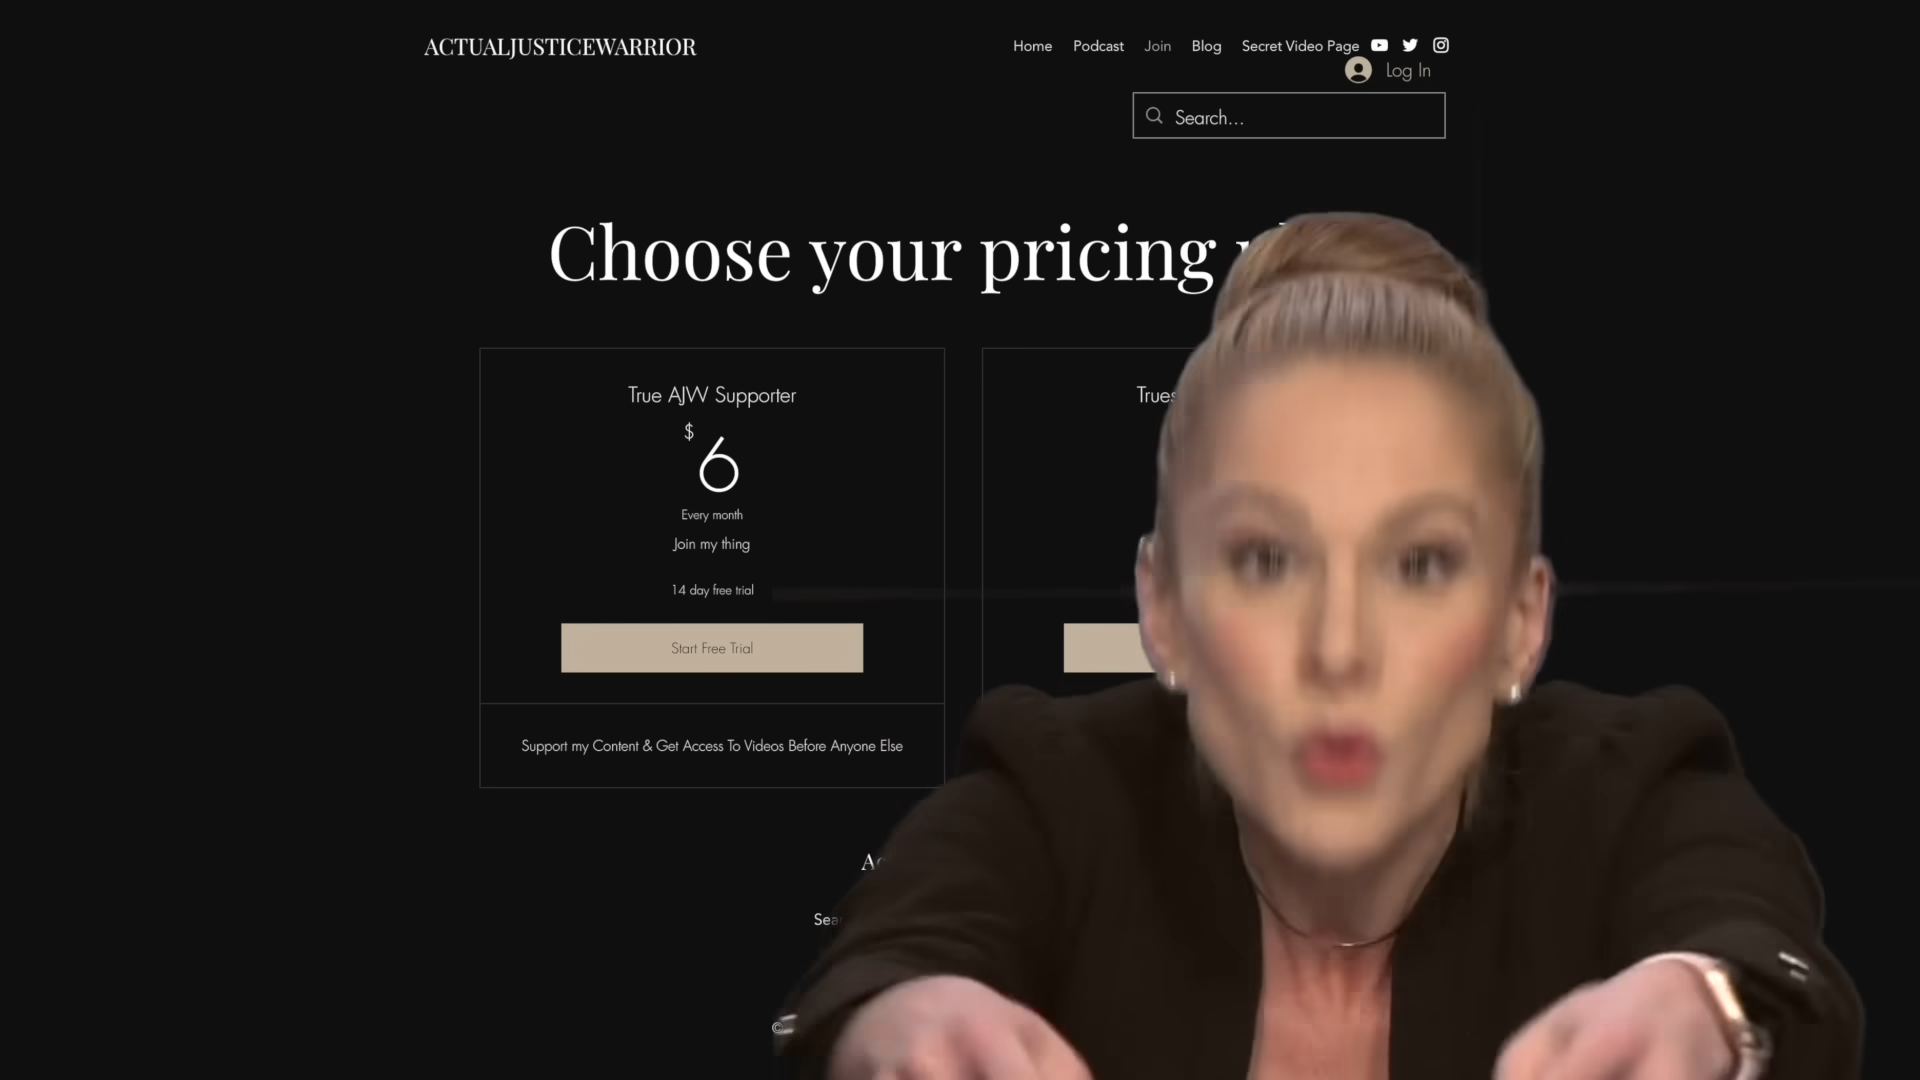 ACTUALJUSTICEWARRIOR
Home Podcast Join Blog Secret Video Page
Log In
Search...
Choose your pricing
True AJW Supporter
$
6
Every month
Join my thing
14 day free trial
Start Free Trial
Support my Content & Get Access To Videos Before Anyone Else
©